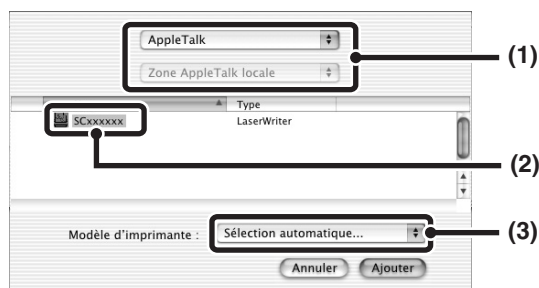 AppleTalk
(1)
Zone AppleTalk locale
Type
SCxxxxxx
LaserWriter
(2)
Modèle d'imprimante :
Sélection automatique...
(3)
Annuler
Ajouter